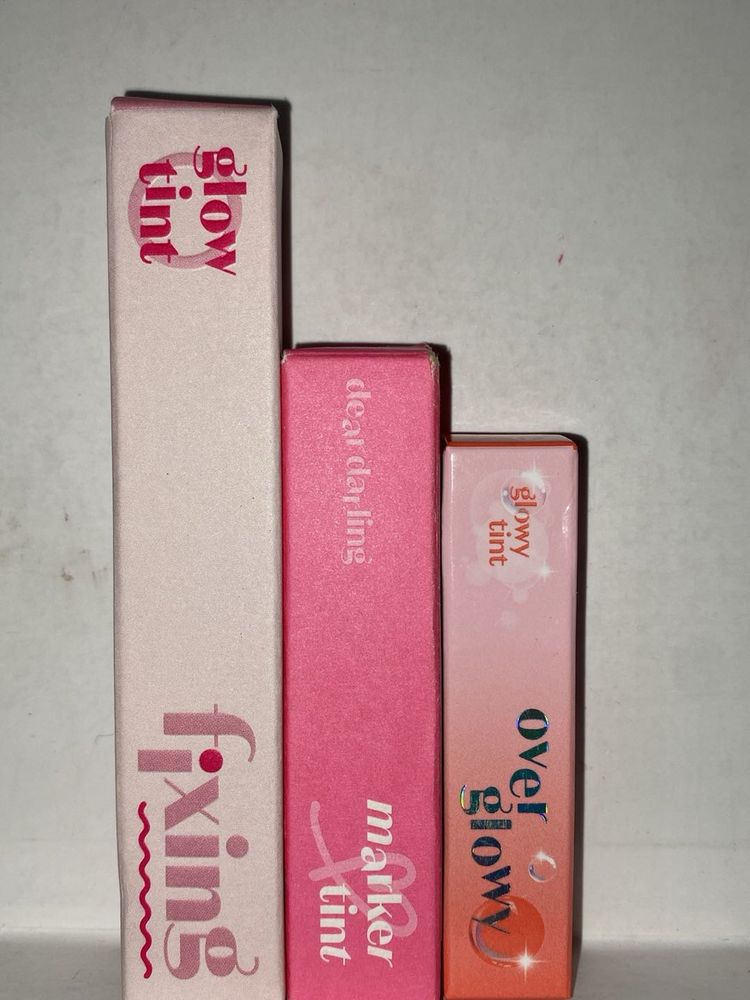 glow
tint
fixing
dear darling
marker
tint
glowy
tint
over
glowy